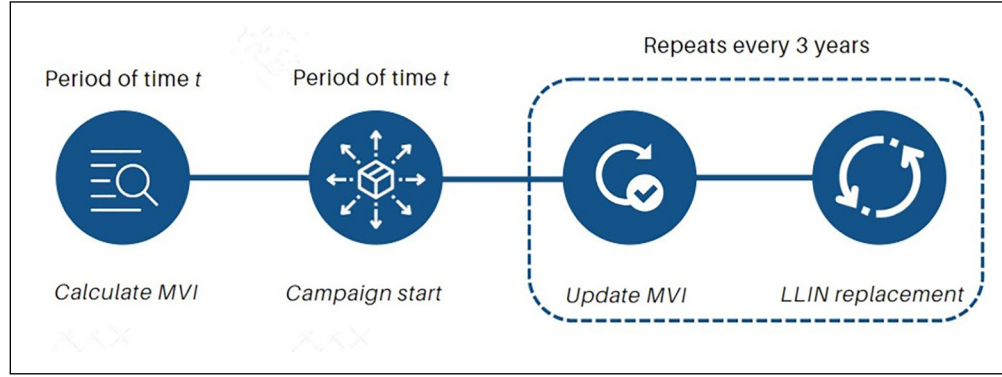 Repeats every 3 years
Period of time t
Period of time t
Calculate MVI
Campaign start
Update MVI
LLIN replacement